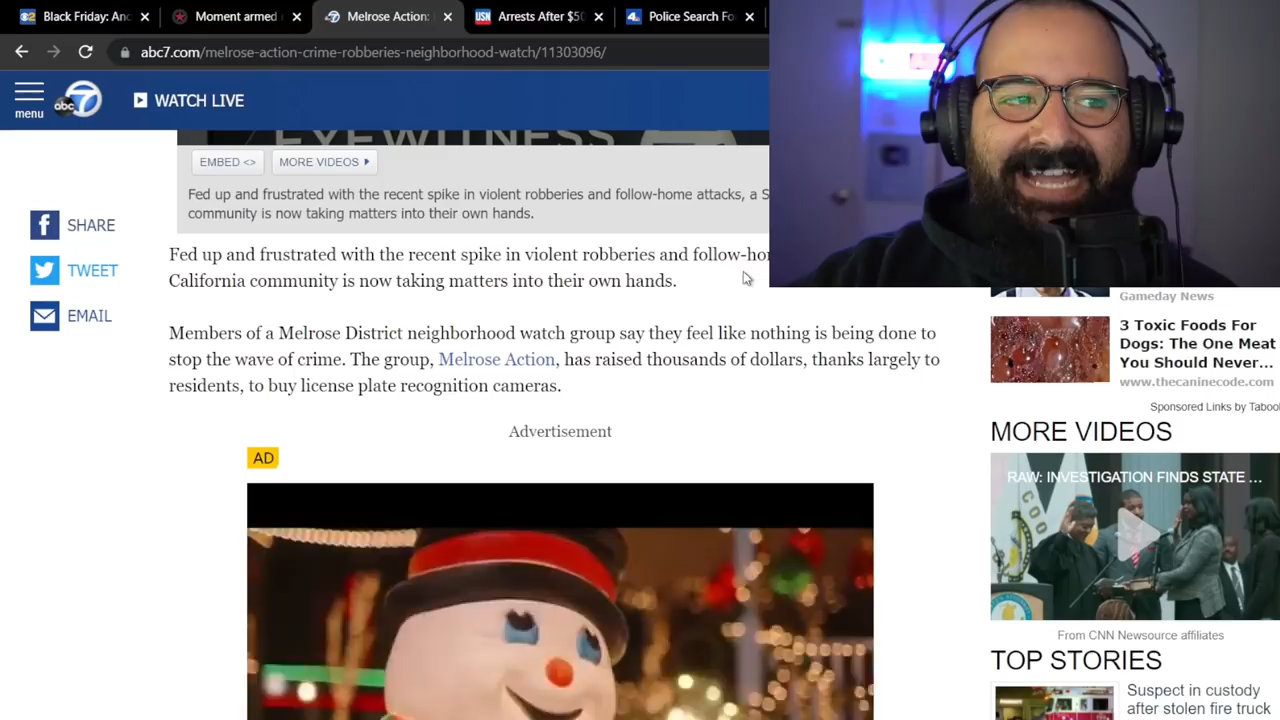 Black Friday: And
Moment armed r
Melrose Action:
USN
Arrests After $50
4
Police Search Fo
abc7.com/melrose-action-crime-robberies-neighborhood-watch/11303096/
menu
abc 7
WATCH LIVE
EYEWITNESS
EMBED <>
MORE VIDEOS
Fed up and frustrated with the recent spike in violent robberies and follow-home attacks, a S
community is now taking matters into their own hands.
SHARE
TWEET
EMAIL
Fed up and frustrated with the recent spike in violent robberies and follow-ho
California community is now taking matters into their own hands.
Members of a Melrose District neighborhood watch group say they feel like nothing is being done to
stop the wave of crime. The group, Melrose Action, has raised thousands of dollars, thanks largely to
residents, to buy license plate recognition cameras.
Advertisement
AD
Gameday News
3 Toxic Foods For
Dogs: The One Meat
You Should Never...
www.thecaninecode.com
Sponsored Links by Taboo
MORE VIDEOS
RAW: INVESTIGATION FINDS STATE ...
From CNN Newsource affiliates
TOP STORIES
Suspect in custody
after stolen fire truck